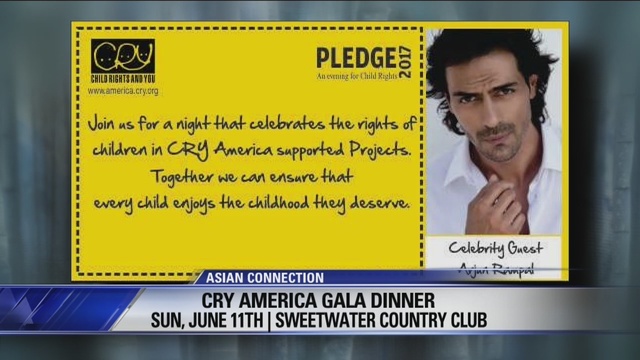 CRY
CHILD RIGHTS AND YOU
www.america.cry.org
PLEDGE 2017
An evening for Child Rights
Join us for a night that celebrates the rights of
children in CRY America supported Projects.
Together we can ensure that
every child enjoys the childhood they deserve.
Celebrity Guest
Arjun Rampal
ASIAN CONNECTION
CRY AMERICA GALA DINNER
SUN, JUNE 11TH | SWEETWATER COUNTRY CLUB